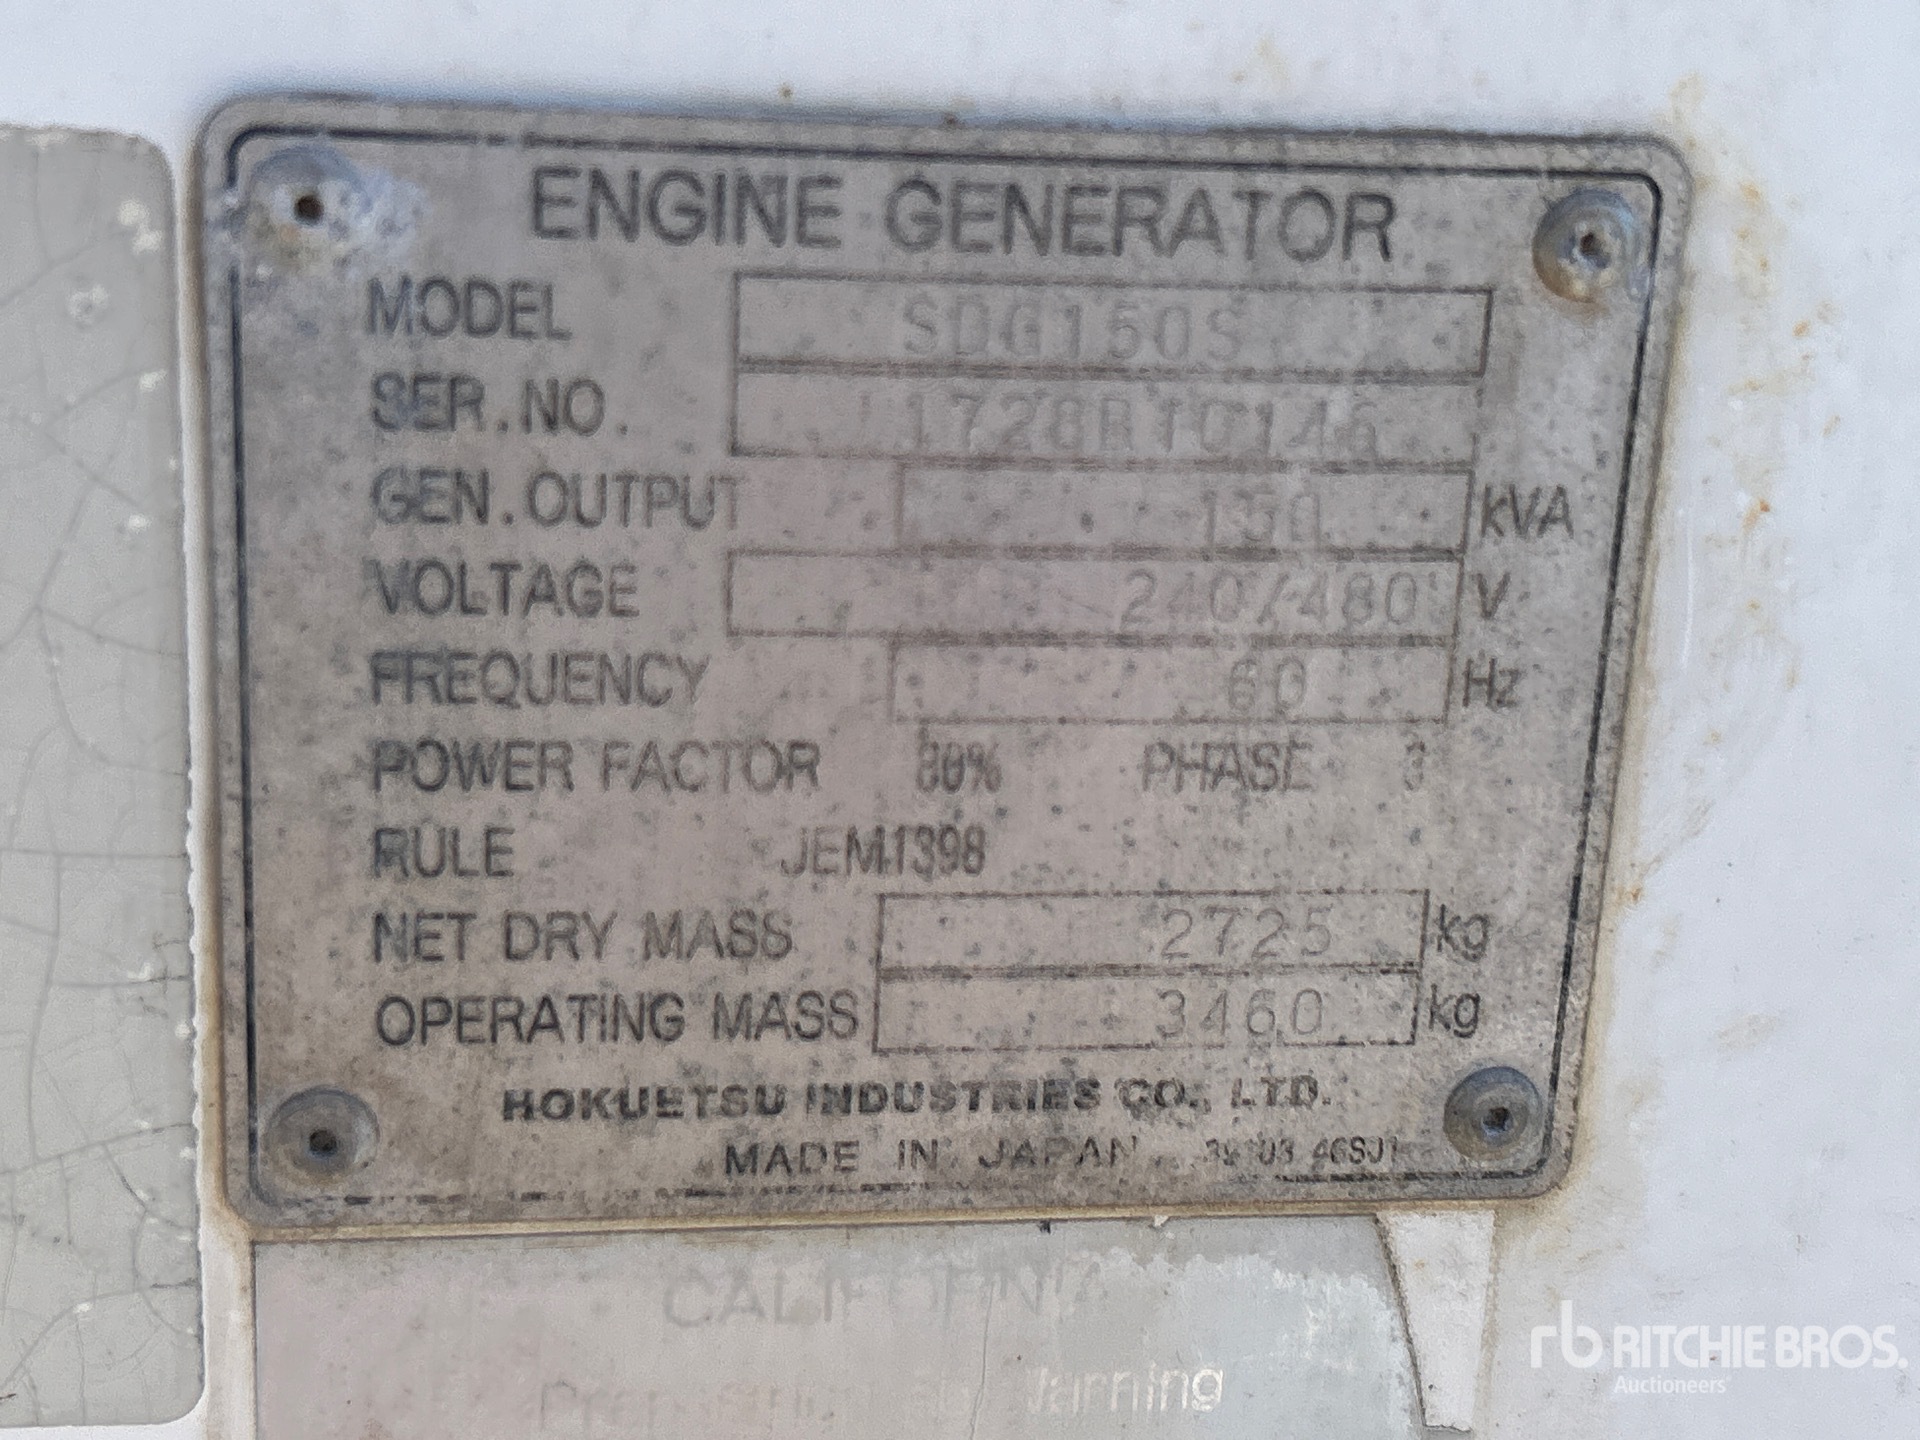 ENGINE GENERATOR
MODEL SDG150S
SER.NO.
GEN.OUTPUT 150 kVA
VOLTAGE 240/480 V
FREQUENCY 60 Hz
POWER FACTOR 80% PHASE 3
RULE JEM1398
NET DRY MASS 2725 kg
OPERATING MASS 3460 kg
HOKUETSU INDUSTRIES CO., LTD.
MADE IN JAPAN
CALIFORNIA
rb RITCHIE BROS.
Auctioneers